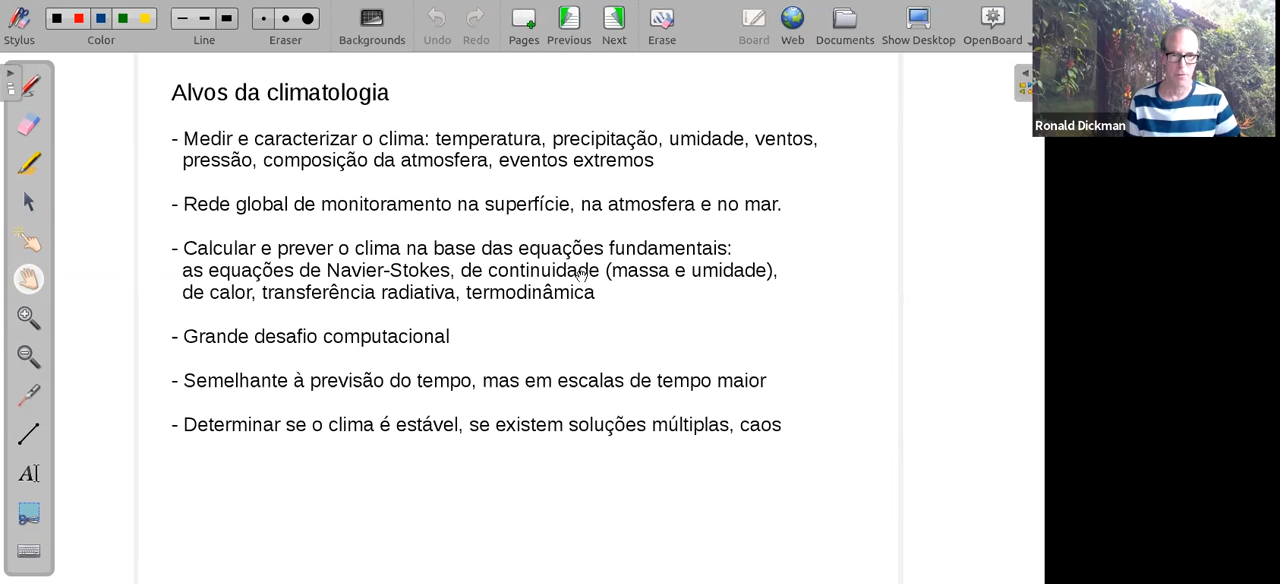 Stylus
Color
Line
Eraser
Backgrounds
Undo
Redo
Pages
Previous
Next
Erase
Board
Web
Documents
Show Desktop
OpenBoard
Ronald Dickman
Alvos da climatologia
- Medir e caracterizar o clima: temperatura, precipitação, umidade, ventos,
pressão, composição da atmosfera, eventos extremos
- Rede global de monitoramento na superfície, na atmosfera e no mar.
- Calcular e prever o clima na base das equações fundamentais:
as equações de Navier-Stokes, de continuidade (massa e umidade),
de calor, transferência radiativa, termodinâmica
- Grande desafio computacional
- Semelhante à previsão do tempo, mas em escalas de tempo maior
- Determinar se o clima é estável, se existem soluções múltiplas, caos